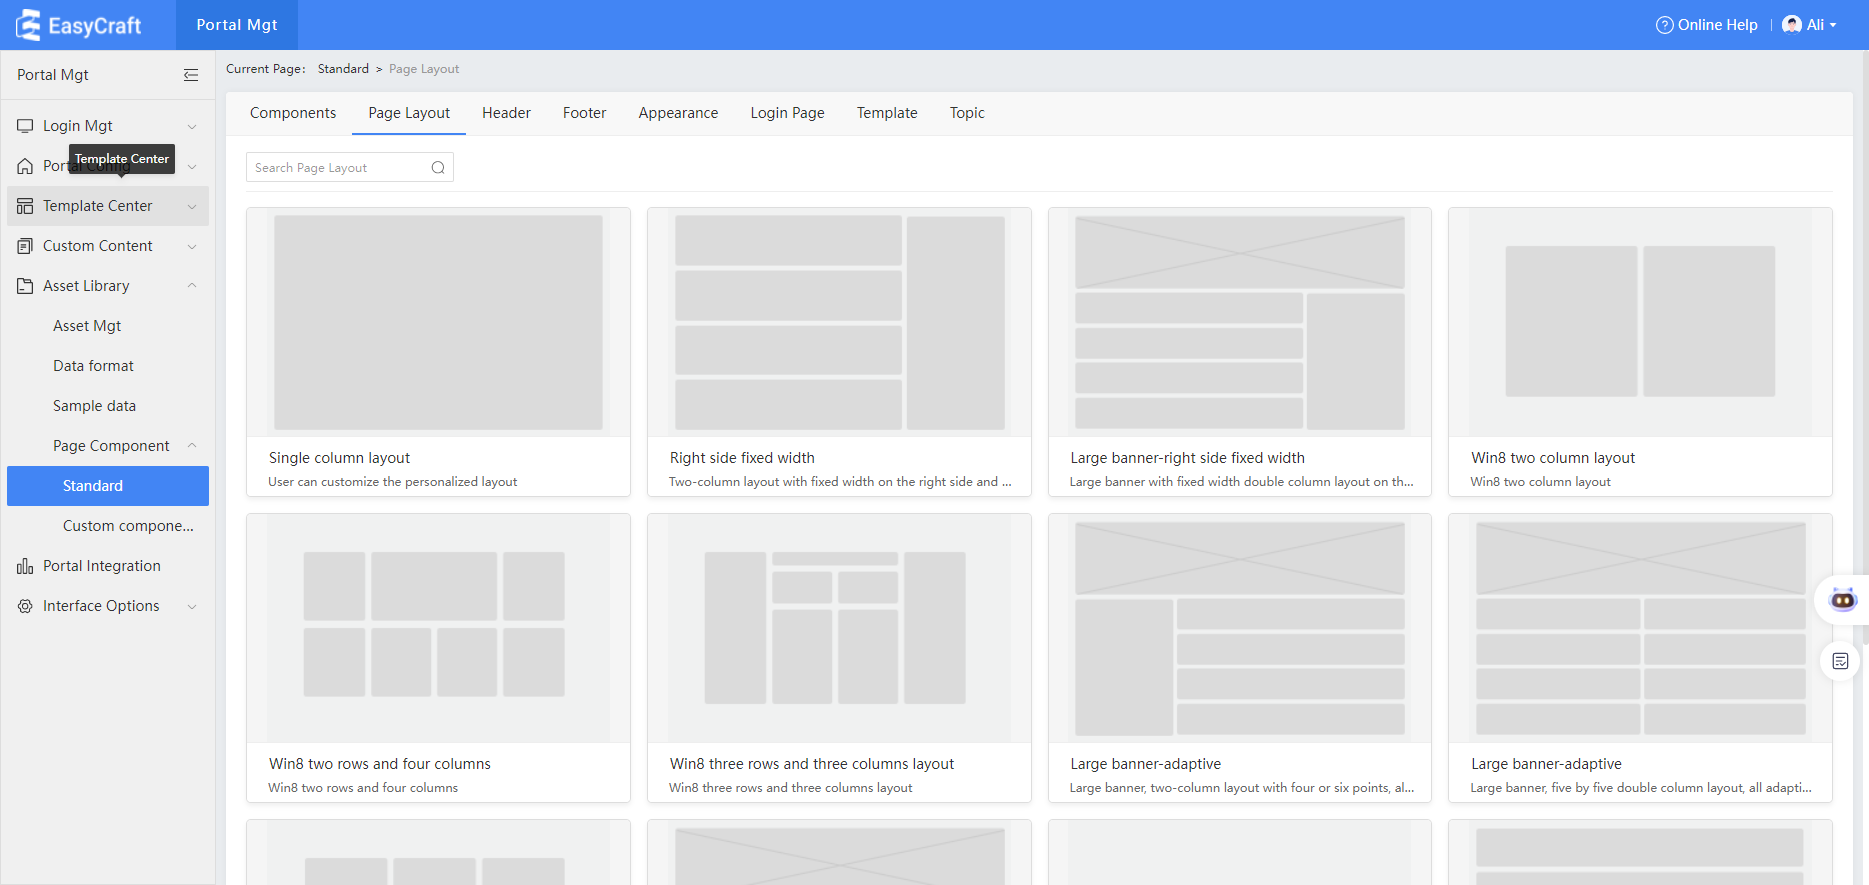 EasyCraft
Portal Mgt
Online Help
Ali
Portal Mgt
Current Page: Standard > Page Layout
Components
Page Layout
Header
Footer
Appearance
Login Page
Template
Topic
Search Page Layout
Login Mgt
Portal Config
Template Center
Template Center
Custom Content
Asset Library
Asset Mgt
Data format
Sample data
Page Component
Standard
Custom compone...
Portal Integration
Interface Options
Single column layout
User can customize the personalized layout
Right side fixed width
Two-column layout with fixed width on the right side and ...
Large banner-right side fixed width
Large banner with fixed width double column layout on th...
Win8 two column layout
Win8 two column layout
Win8 two rows and four columns
Win8 two rows and four columns
Win8 three rows and three columns layout
Win8 three rows and three columns layout
Large banner-adaptive
Large banner, two-column layout with four or six points, al...
Large banner-adaptive
Large banner, five by five double column layout, all adapti...